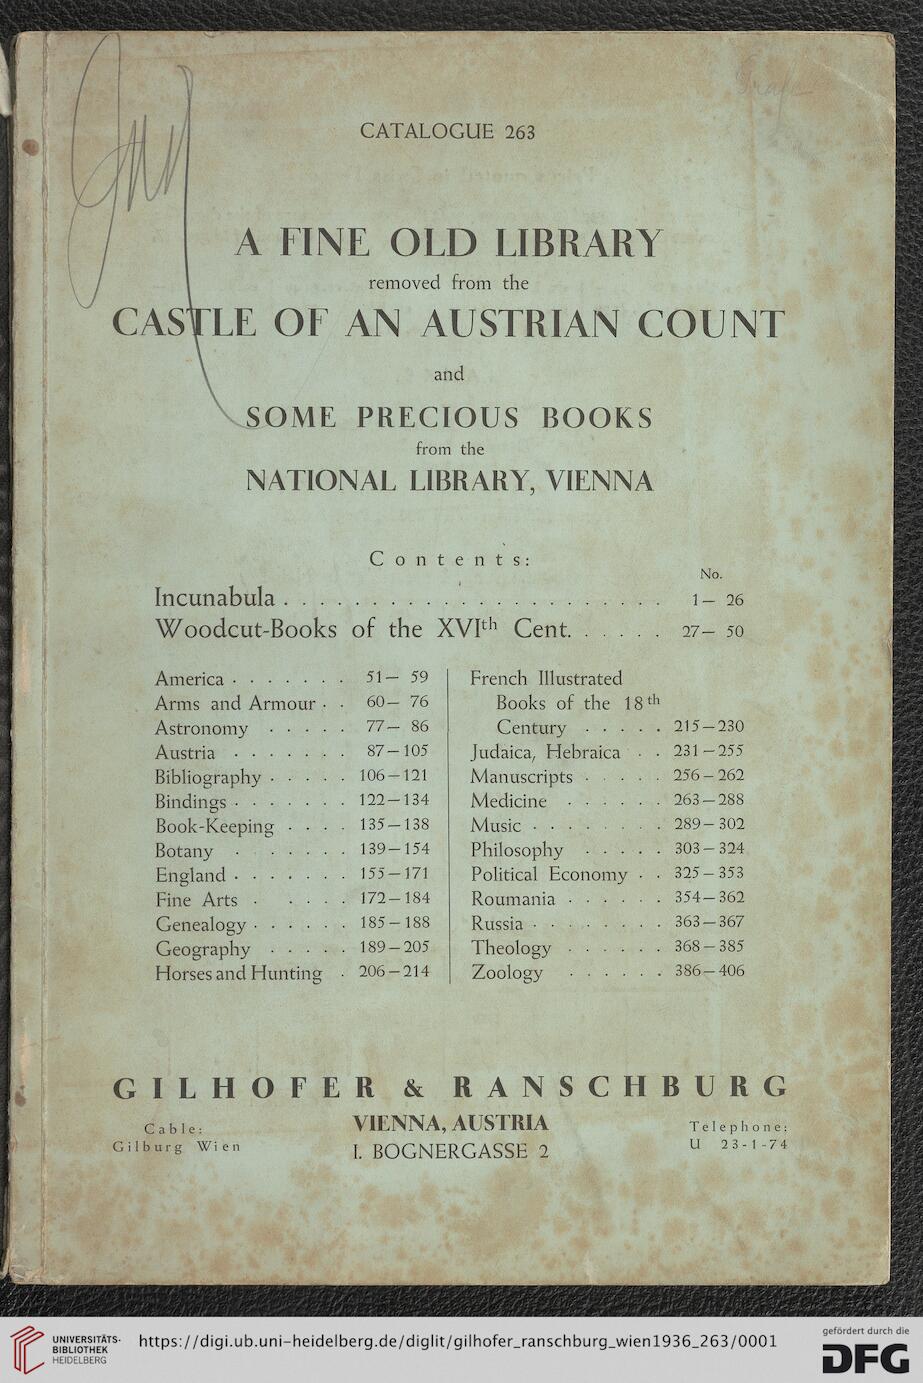 CATALOGUE 263
A FINE OLD LIBRARY
removed from the
CASTLE OF AN AUSTRIAN COUNT
and
SOME PRECIOUS BOOKS
from the
NATIONAL LIBRARY, VIENNA
Contents:
No.
Incunabula . . . . . . . . . . . . . . . . . . . . . . 1— 26
Woodcut-Books of the XVIth Cent. . . . . . 27— 50
America . . . . . . . 51— 59
Arms and Armour . . 60— 76
Astronomy . . . . . 77— 86
Austria . . . . . . . 87—105
Bibliography . . . . . 106—121
Bindings . . . . . . . 122—134
Book-Keeping . . . . 135—138
Botany . . . . . . 139—154
England . . . . . . . 155—171
Fine Arts . . . . . 172—184
Genealogy . . . . . . 185—188
Geography . . . . . 189—205
Horses and Hunting . 206—214
French Illustrated
Books of the 18th
Century . . . . . 215—230
Judaica, Hebraica . . 231—255
Manuscripts . . . . . 256—262
Medicine . . . . . . 263—288
Music . . . . . . . . 289—302
Philosophy . . . . . 303—324
Political Economy . . 325—353
Roumania . . . . . . 354—362
Russia . . . . . . . . 363—367
Theology . . . . . . 368—385
Zoology . . . . . . 386—406
GILHOFER & RANSCHBURG
Cable:
Gilburg Wien
VIENNA, AUSTRIA
I. BOGNERGASSE 2
Telephone:
U 23-1-74
UNIVERSITÄTS-
BIBLIOTHEK
HEIDELBERG
https://digi.ub.uni-heidelberg.de/diglit/gilhofer_ranschburg_wien1936_263/0001
gefördert durch die
DFG